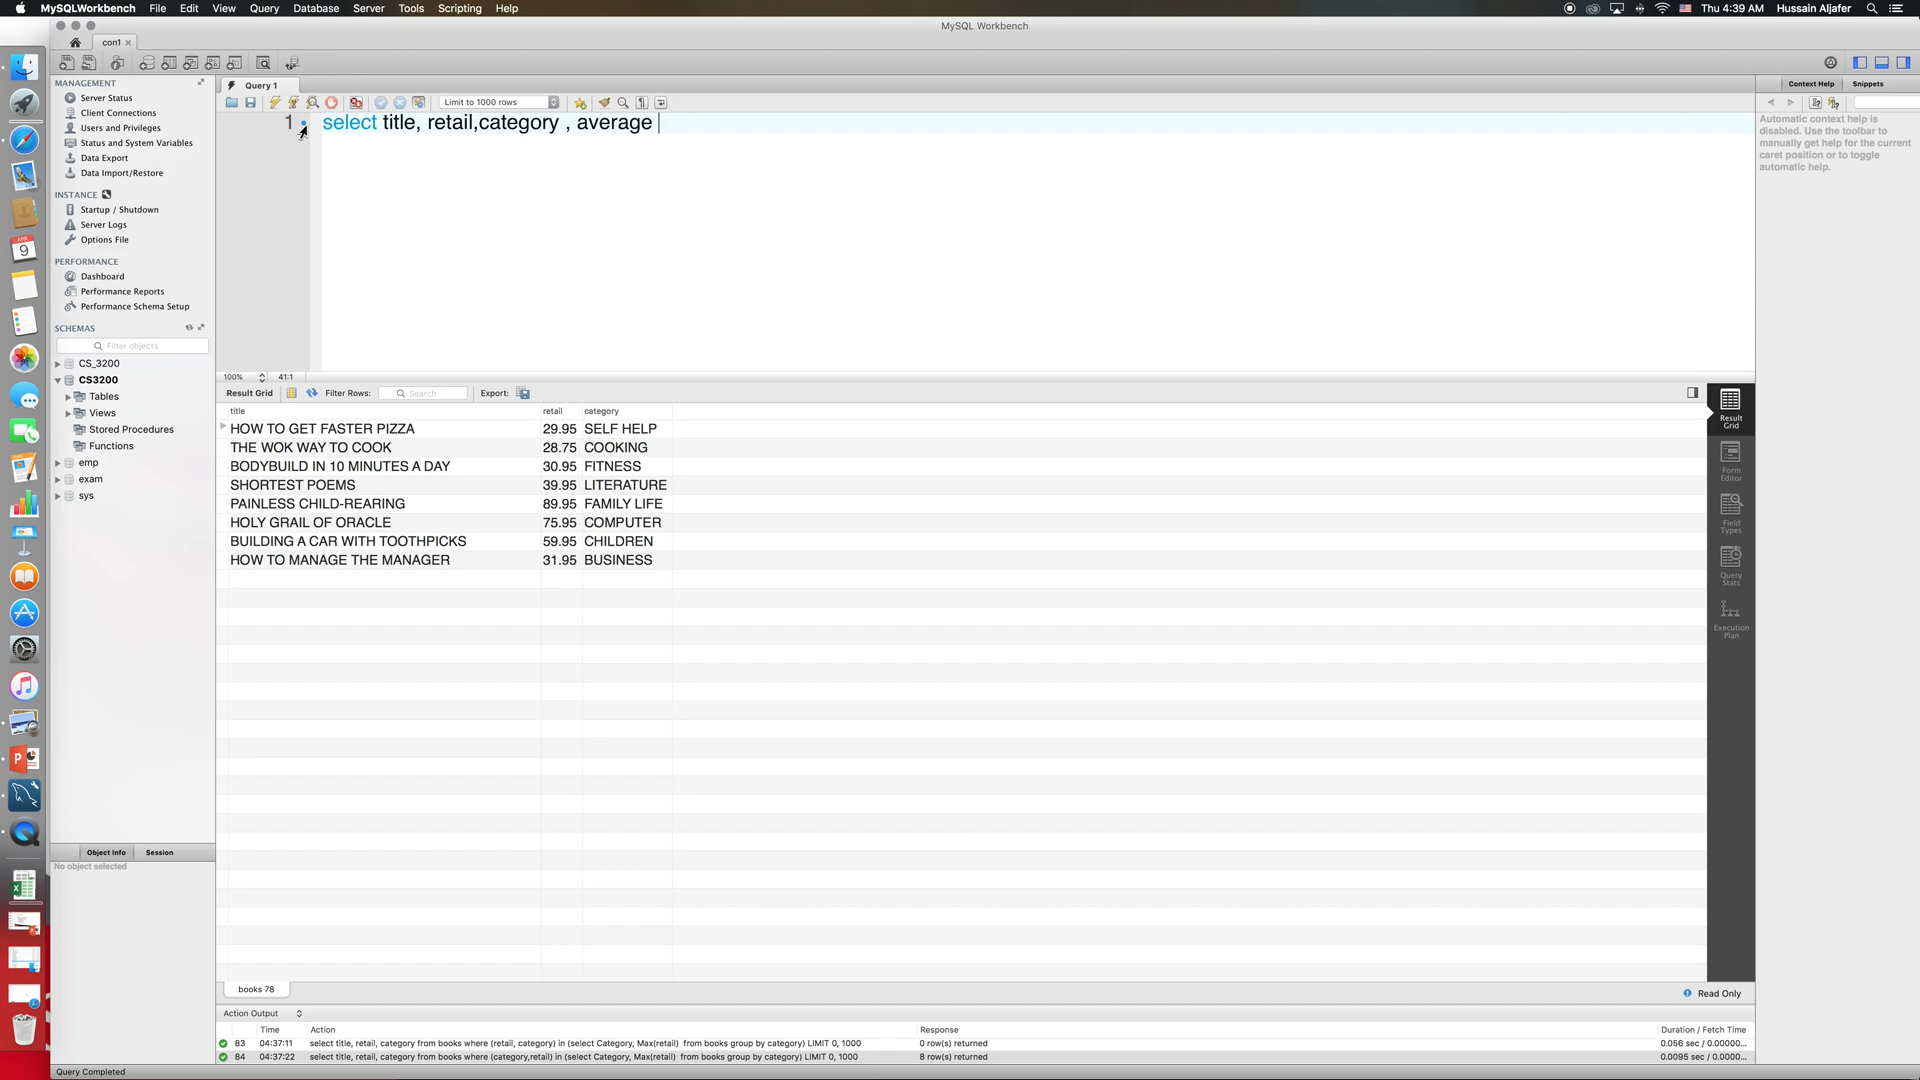 MySQLWorkbench File Edit View Query Database Server Tools Scripting Help Thu 4:39 AM Hussain Aljafer
MySQL Workbench
con1
MANAGEMENT
Server Status
Client Connections
Users and Privileges
Status and System Variables
Data Export
Data Import/Restore
INSTANCE
Startup / Shutdown
Server Logs
Options File
PERFORMANCE
Dashboard
Performance Reports
Performance Schema Setup
SCHEMAS
Filter objects
CS_3200
CS3200
Tables
Views
Stored Procedures
Functions
emp
exam
sys
Object Info Session
No object selected
Query 1
Limit to 1000 rows
1 select title, retail,category , average
100% 41:1
Result Grid Filter Rows: Search Export:
title retail category
HOW TO GET FASTER PIZZA 29.95 SELF HELP
THE WOK WAY TO COOK 28.75 COOKING
BODYBUILD IN 10 MINUTES A DAY 30.95 FITNESS
SHORTEST POEMS 39.95 LITERATURE
PAINLESS CHILD-REARING 89.95 FAMILY LIFE
HOLY GRAIL OF ORACLE 75.95 COMPUTER
BUILDING A CAR WITH TOOTHPICKS 59.95 CHILDREN
HOW TO MANAGE THE MANAGER 31.95 BUSINESS
Result
Grid
Form
Editor
Field
Types
Query
Stats
Execution
Plan
books 78
Read Only
Action Output
Time Action Response Duration / Fetch Time
83 04:37:11 select title, retail, category from books where (retail, category) in (select Category, Max(retail) from books group by category) LIMIT 0, 1000 0 row(s) returned 0.056 sec / 0.00000...
84 04:37:22 select title, retail, category from books where (category,retail) in (select Category, Max(retail) from books group by category) LIMIT 0, 1000 8 row(s) returned 0.0095 sec / 0.0000...
Query Completed
Context Help Snippets
Automatic context help is
disabled. Use the toolbar to
manually get help for the current
caret position or to toggle
automatic help.
APR
9